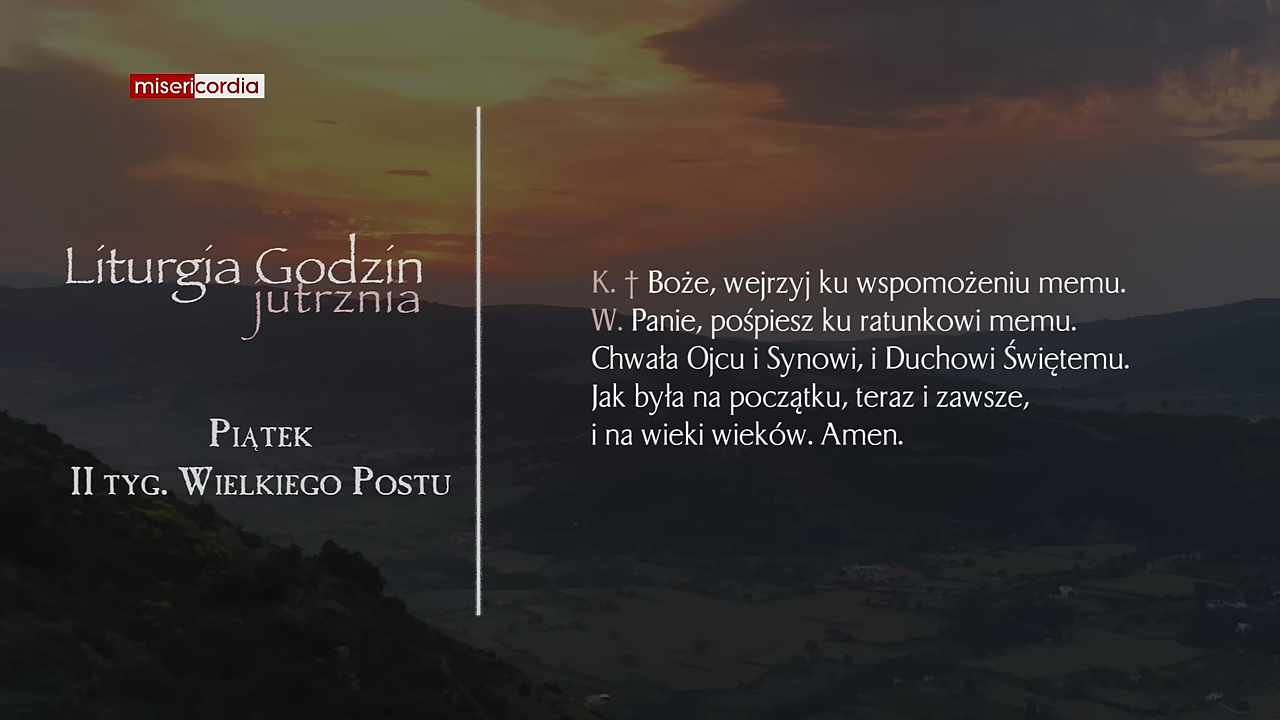 misericordia
Liturgia Godzin
jutrznia
Piątek
II tyg. Wielkiego Postu
K. † Boże, wejrzyj ku wspomożeniu memu.
W. Panie, pośpiesz ku ratunkowi memu.
Chwała Ojcu i Synowi, i Duchowi Świętemu.
Jak była na początku, teraz i zawsze,
i na wieki wieków. Amen.